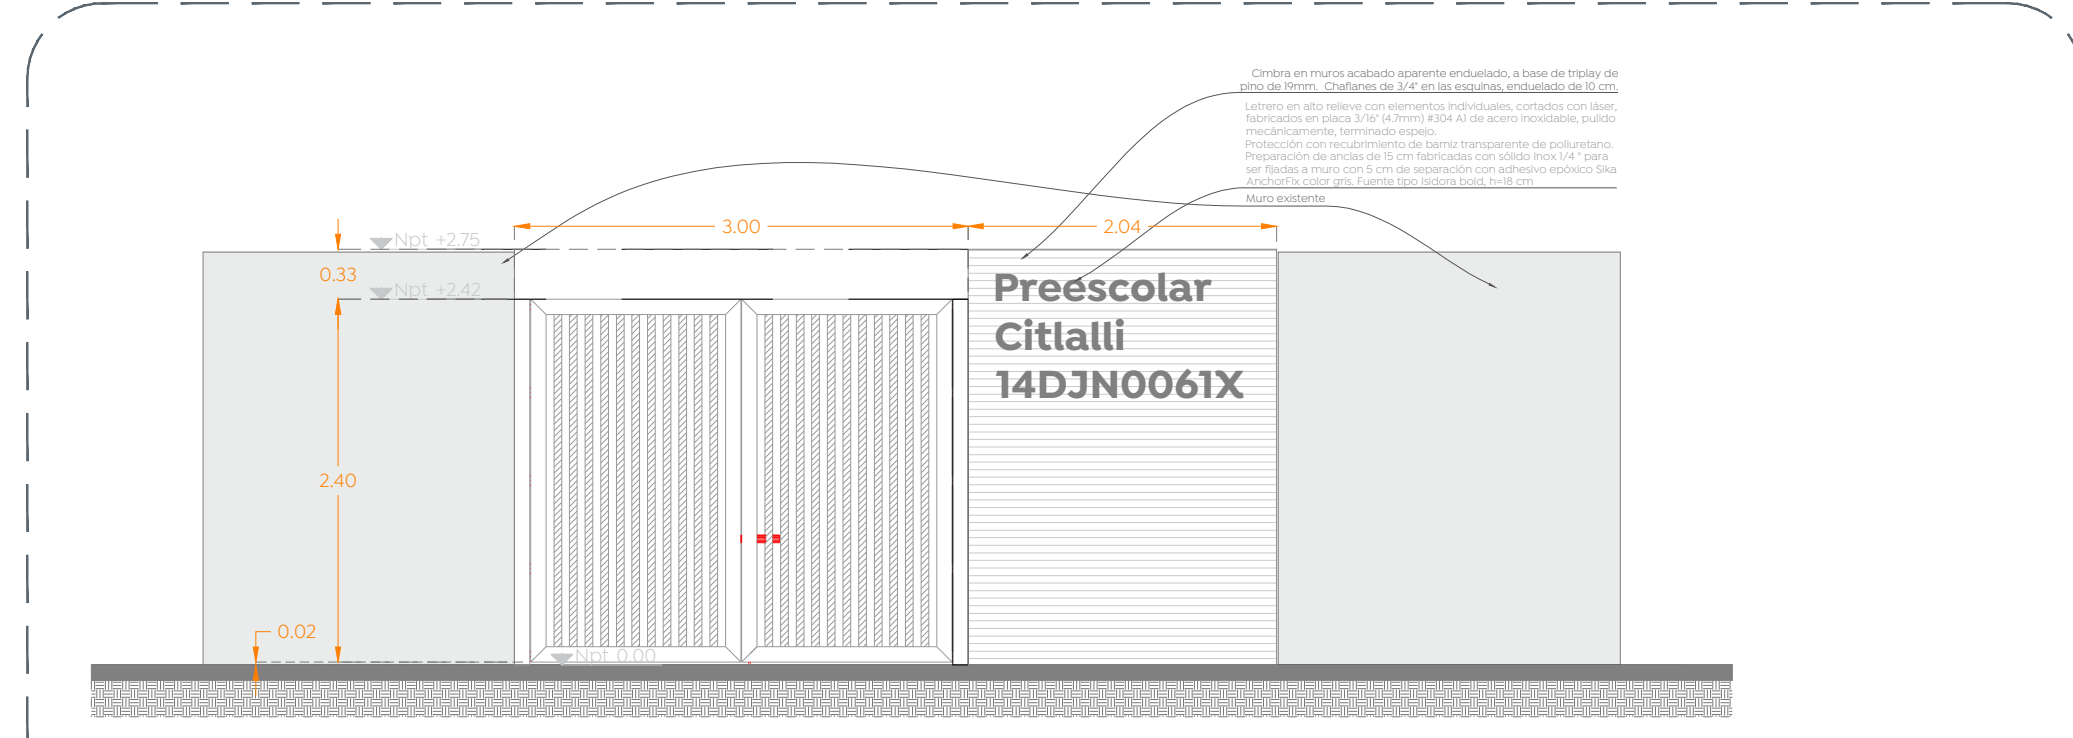 Cimbra en muros acabado aparente enduelado, a base de triplay de
pino de 19mm. Chaflanes de 3/4" en las esquinas, enduelado de 10 cm.
Letrero en alto relieve con elementos individuales, cortados con láser,
fabricados en placa 3/16" (4.7mm) #304 A1 de acero inoxidable, pulido
mecánicamente, terminado espejo.
Protección con recubrimiento de barniz transparente de poliuretano.
Preparación de anclas de 15 cm fabricadas con sólido inox 1/4 " para
ser fijadas a muro con 5 cm de separación con adhesivo epóxico Sika
AnchorFix color gris. Fuente tipo isidora bold, h=18 cm
Muro existente
3.00
2.04
Npt +2.75
0.33
Npt +2.42
Preescolar
Citlalli
14DJN0061X
2.40
0.02
Npt 0.00